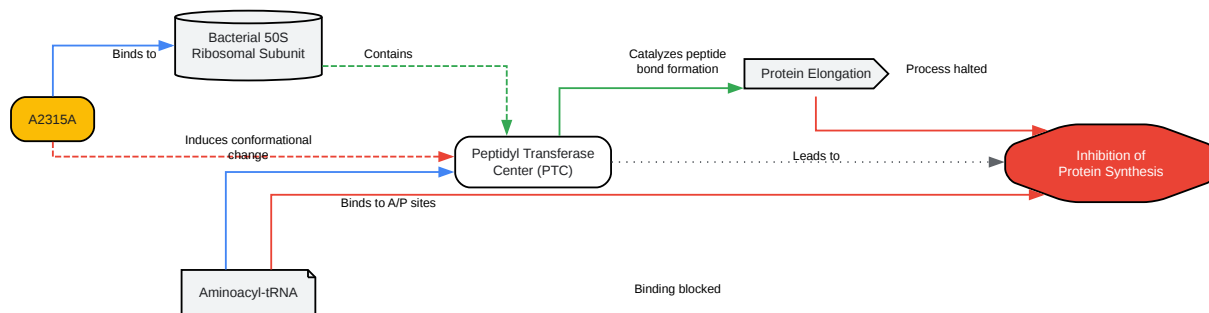 Bacterial 50S
Ribosomal Subunit
Binds to
Contains
Catalyzes peptide
bond formation
Protein Elongation
Process halted
A2315A
Induces conformational
change
Peptidyl Transferase
Center (PTC)
Leads to
Inhibition of
Protein Synthesis
Binds to A/P sites
Aminoacyl-tRNA
Binding blocked